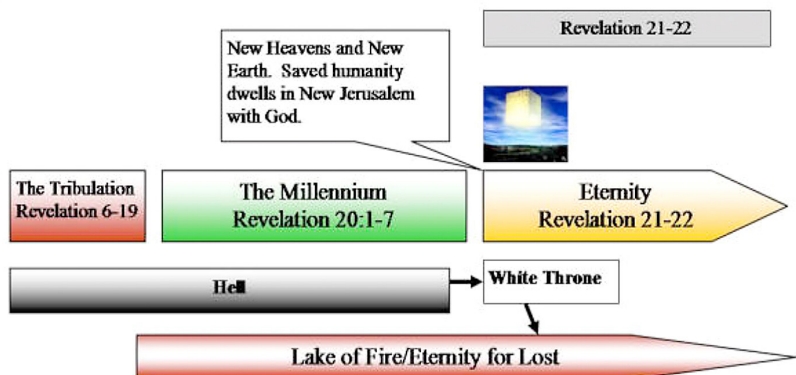 Revelation 21-22
New Heavens and New
Earth.  Saved humanity
dwells in New Jerusalem
with God.
The Tribulation
Revelation 6-19
The Millennium
Revelation 20:1-7
Eternity
Revelation 21-22
Hell
White Throne
Lake of Fire/Eternity for Lost